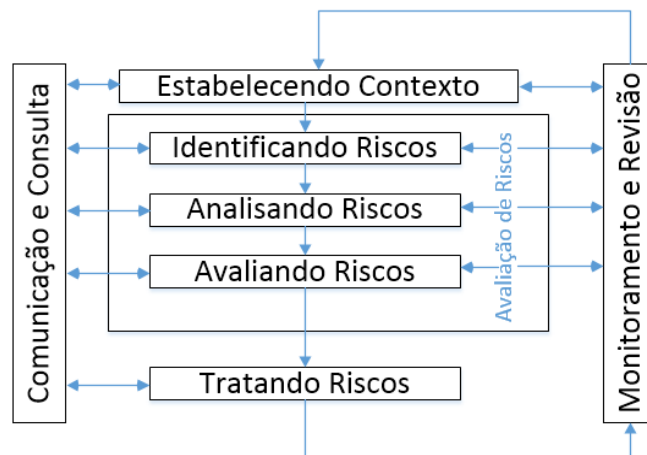 Comunicação e Consulta
Estabelecendo Contexto
Identificando Riscos
Analisando Riscos
Avaliando Riscos
Avaliação de Riscos
Tratando Riscos
Monitoramento e Revisão